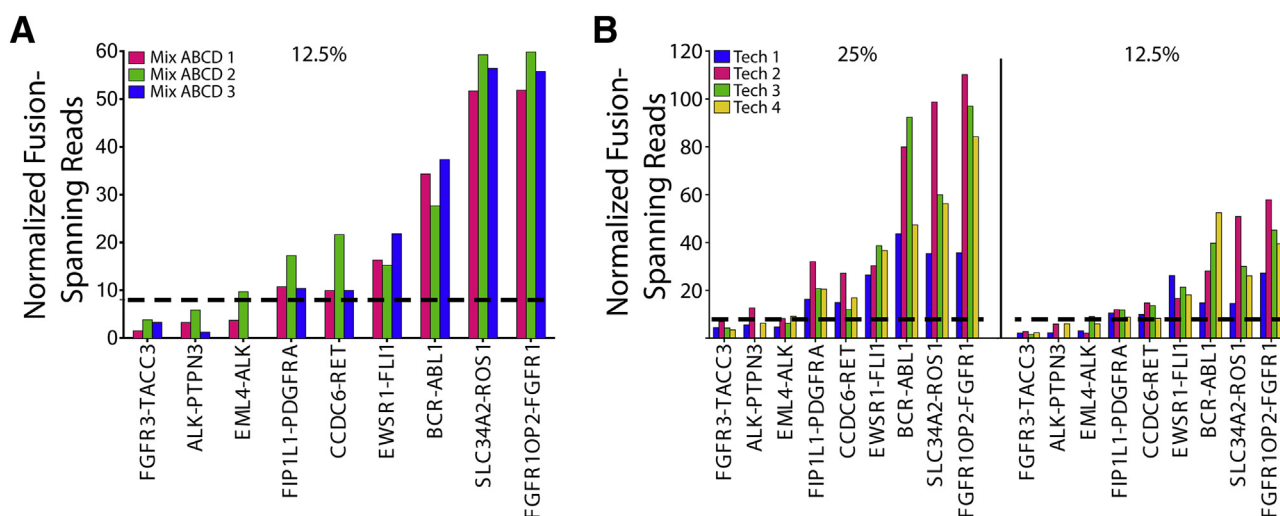 A
Normalized Fusion-
Spanning Reads
60
50
40
30
20
10
0
Mix ABCD 1
Mix ABCD 2
Mix ABCD 3
12.5%
FGFR3-TACC3
ALK-PTPN3
EML4-ALK
FIP1L1-PDGFRA
CCDC6-RET
EWSR1-FLI1
BCR-ABL1
SLC34A2-ROS1
FGFR1OP2-FGFR1
B
Normalized Fusion-
Spanning Reads
120
100
80
60
40
20
Tech 1
Tech 2
Tech 3
Tech 4
25%
12.5%
FGFR3-TACC3
ALK-PTPN3
EML4-ALK
FIP1L1-PDGFRA
CCDC6-RET
EWSR1-FLI1
BCR-ABL1
SLC34A2-ROS1
FGFR1OP2-FGFR1
FGFR3-TACC3
ALK-PTPN3
EML4-ALK
FIP1L1-PDGFRA
CCDC6-RET
EWSR1-FLI1
BCR-ABL1
SLC34A2-ROS1
FGFR1OP2-FGFR1